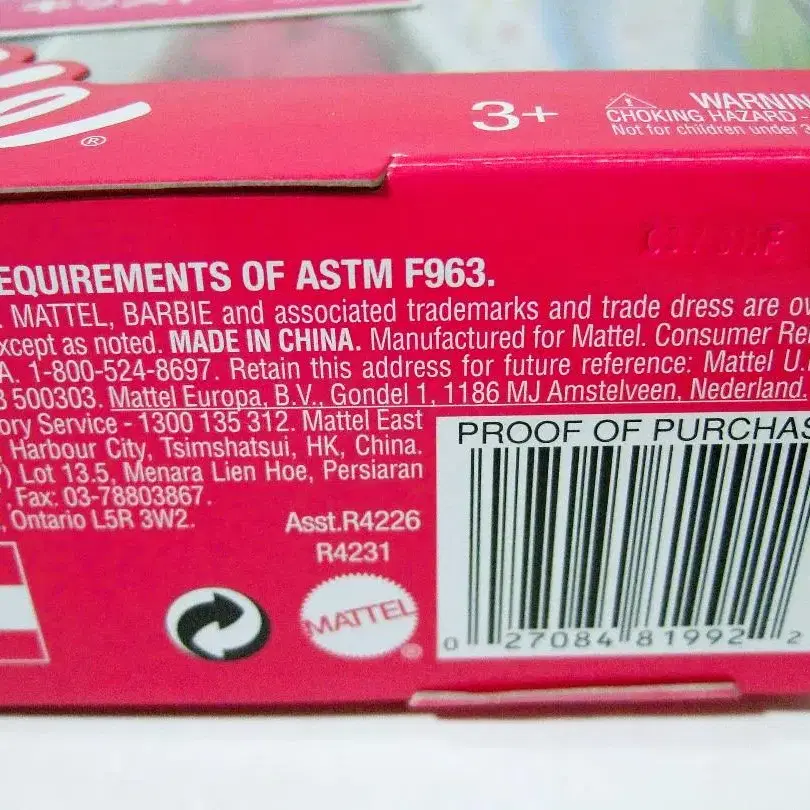 3+
WARNIN
CHOKING HAZARD -
Not for children under 3
EQUIREMENTS OF ASTM F963.
. MATTEL, BARBIE and associated trademarks and trade dress are o
xcept as noted. MADE IN CHINA. Manufactured for Mattel. Consumer Re
A. 1-800-524-8697. Retain this address for future reference: Mattel U.
3 500303. Mattel Europa, B.V., Gondel 1, 1186 MJ Amstelveen, Nederland.
ory Service - 1300 135 312. Mattel East
Harbour City, Tsimshatsui, HK, China.
) Lot 13.5, Menara Lien Hoe, Persiaran
, Fax: 03-78803867.
, Ontario L5R 3W2.
Asst.R4226
R4231
MATTEL
®
PROOF OF PURCHAS
0 27084 81992 2
®